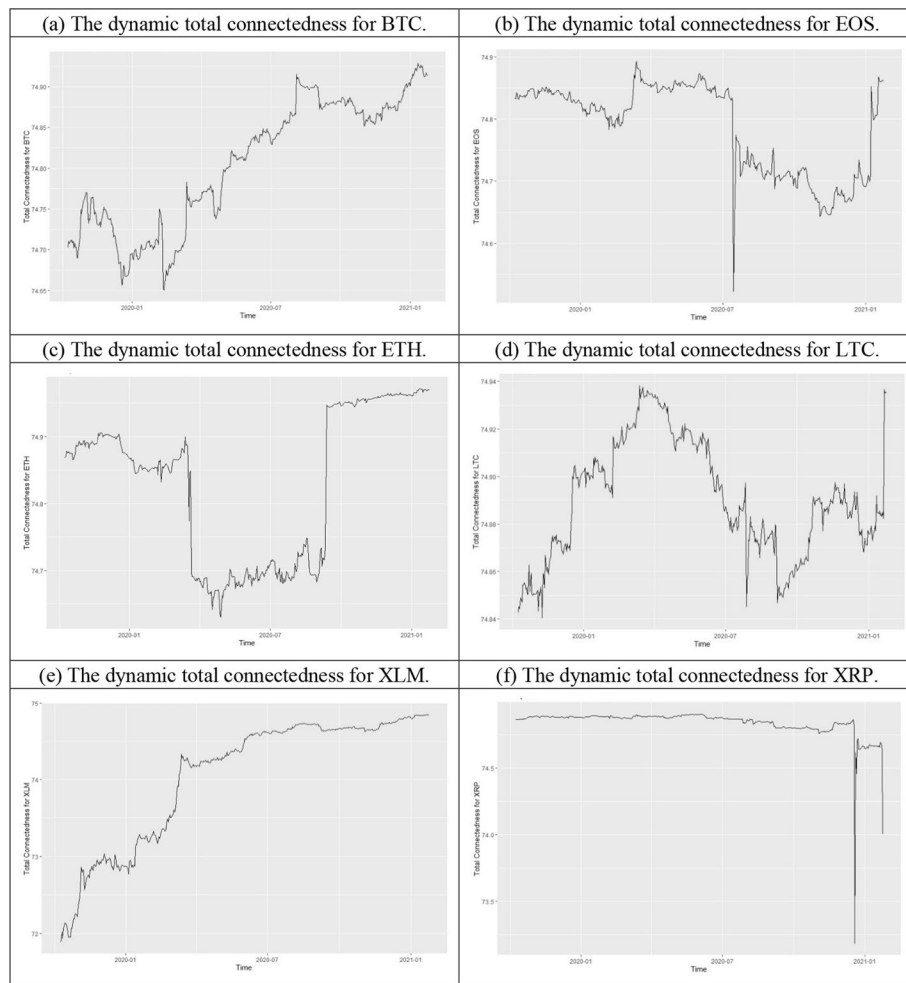 (a) The dynamic total connectedness for BTC.
(b) The dynamic total connectedness for EOS.
Total Connectedness for BTC
74.90
74.85
74.80
74.75
74.70
74.65
2020-01
2020-07
2021-01
Time
Total Connectedness for EOS
74.9
74.8
74.7
74.6
2020-01
2020-07
2021-01
Time
(c) The dynamic total connectedness for ETH.
(d) The dynamic total connectedness for LTC.
Total Connectedness for ETH
74.9
74.8
74.7
2020-01
2020-07
2021-01
Time
Total Connectedness for LTC
74.94
74.92
74.90
74.88
74.86
74.84
2020-01
2020-07
2021-01
Time
(e) The dynamic total connectedness for XLM.
(f) The dynamic total connectedness for XRP.
Total Connectedness for XLM
75
74
73
72
2020-01
2020-07
2021-01
Time
Total Connectedness for XRP
74.5
74.0
73.5
2020-01
2020-07
2021-01
Time